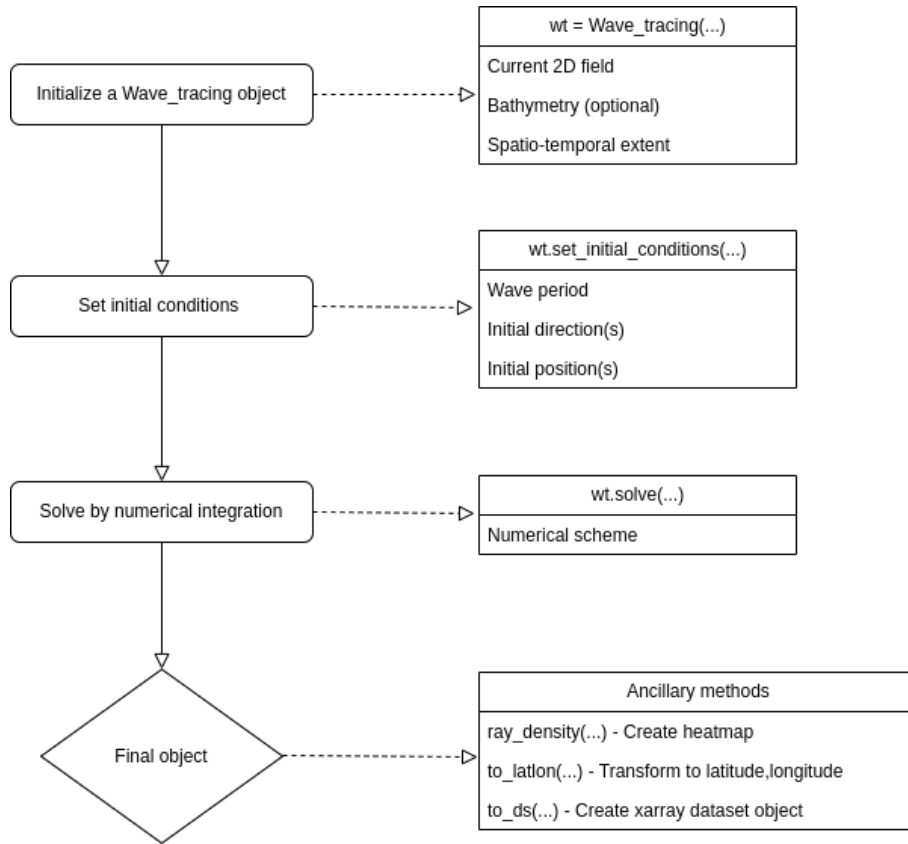 wt = Wave_tracing(...)
Initialize a Wave_tracing object
Current 2D field
Bathymetry (optional)
Spatio-temporal extent
wt.set_initial_conditions(...)
Set initial conditions
Wave period
Initial direction(s)
Initial position(s)
wt.solve(...)
Solve by numerical integration
Numerical scheme
Ancillary methods
Final object
ray_density(...) - Create heatmap
to_latlon(...) - Transform to latitude,longitude
to_ds(...) - Create xarray dataset object